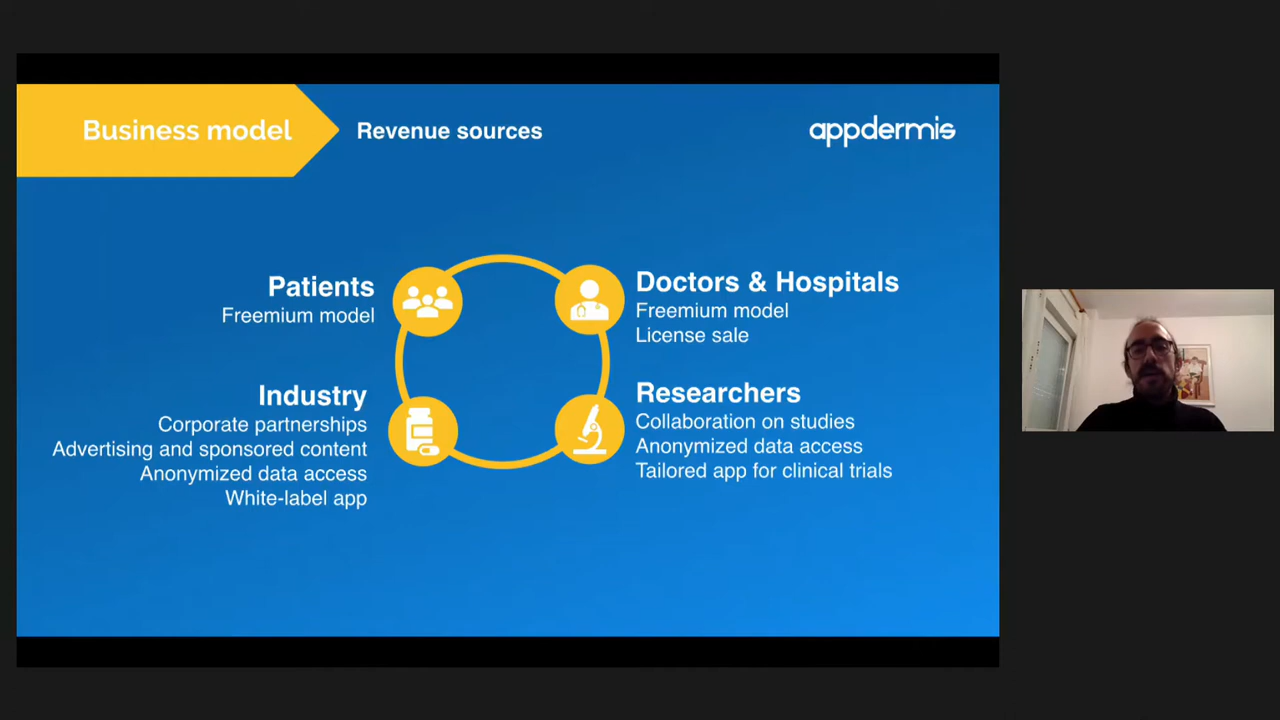 Business model
Revenue sources
appdermis
Patients
Freemium model
Doctors & Hospitals
Freemium model
License sale
Industry
Corporate partnerships
Advertising and sponsored content
Anonymized data access
White-label app
Researchers
Collaboration on studies
Anonymized data access
Tailored app for clinical trials